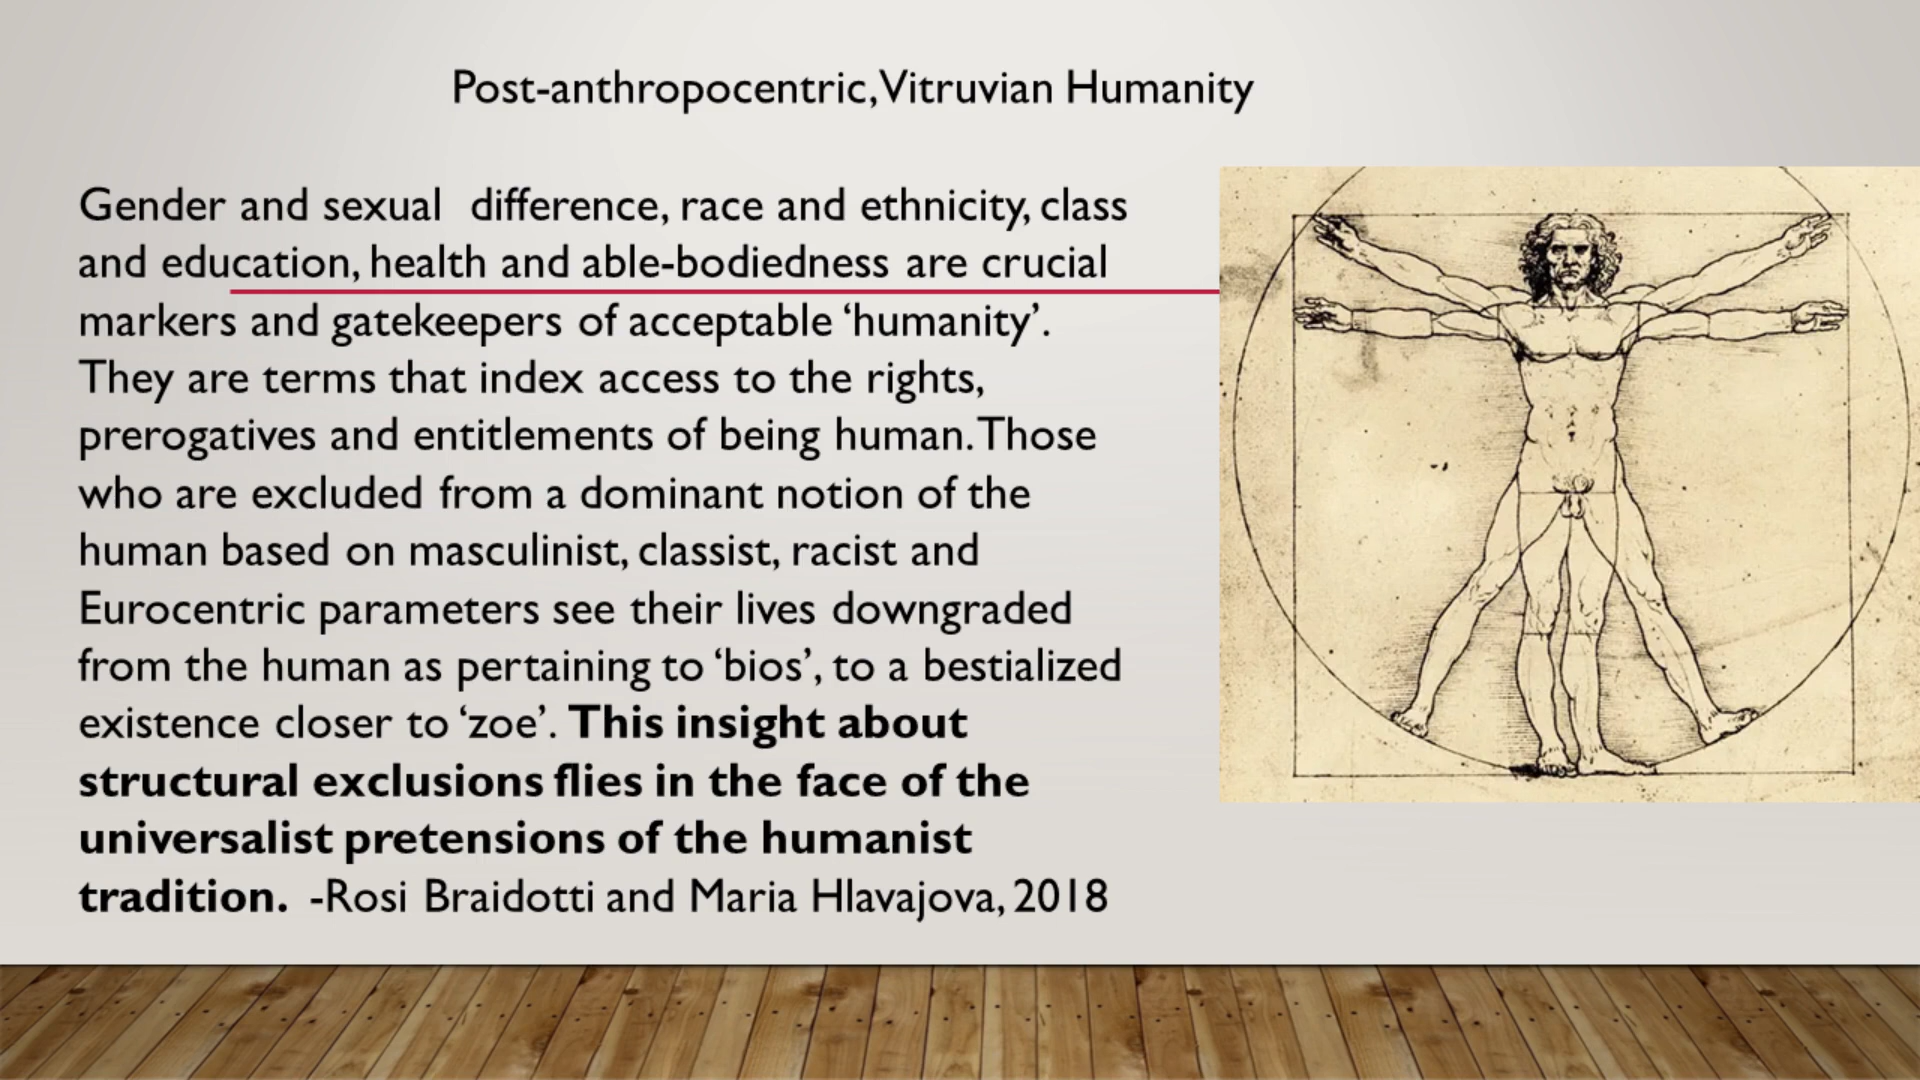 Post-anthropocentric, Vitruvian Humanity
Gender and sexual difference, race and ethnicity, class
and education, health and able-bodiedness are crucial
markers and gatekeepers of acceptable ‘humanity’.
They are terms that index access to the rights,
prerogatives and entitlements of being human. Those
who are excluded from a dominant notion of the
human based on masculinist, classist, racist and
Eurocentric parameters see their lives downgraded
from the human as pertaining to ‘bios’, to a bestialized
existence closer to ‘zoe’. This insight about
structural exclusions flies in the face of the
universalist pretensions of the humanist
tradition. -Rosi Braidotti and Maria Hlavajova, 2018